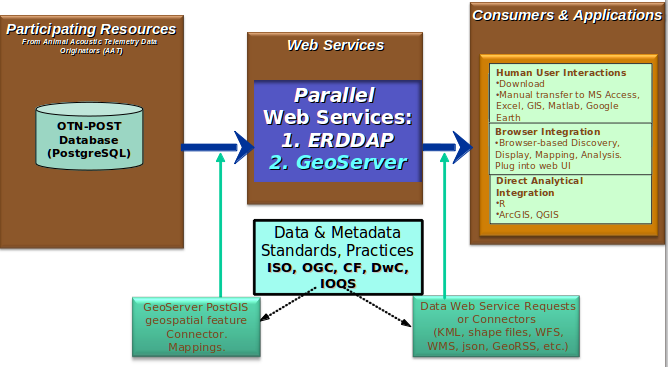 Participating Resources
From Animal Acoustic Telemetry Data
Originators (AAT)
OTN-POST
Database
(PostgreSQL)
Web Services
Parallel
Web Services:
1. ERDDAP
2. GeoServer
Consumers & Applications
Human User Interactions
•Download
•Manual transfer to MS Access,
Excel, GIS, Matlab, Google
Earth
Browser Integration
•Browser-based Discovery,
Display, Mapping, Analysis.
Plug into web UI
Direct Analytical
Integration
•R
•ArcGIS, QGIS
Data & Metadata
Standards, Practices
ISO, OGC, CF, DwC,
IOOS
GeoServer PostGIS
geospatial feature
Connector.
Mappings.
Data Web Service Requests
or Connectors
(KML, shape files, WFS,
WMS, json, GeoRSS, etc.)